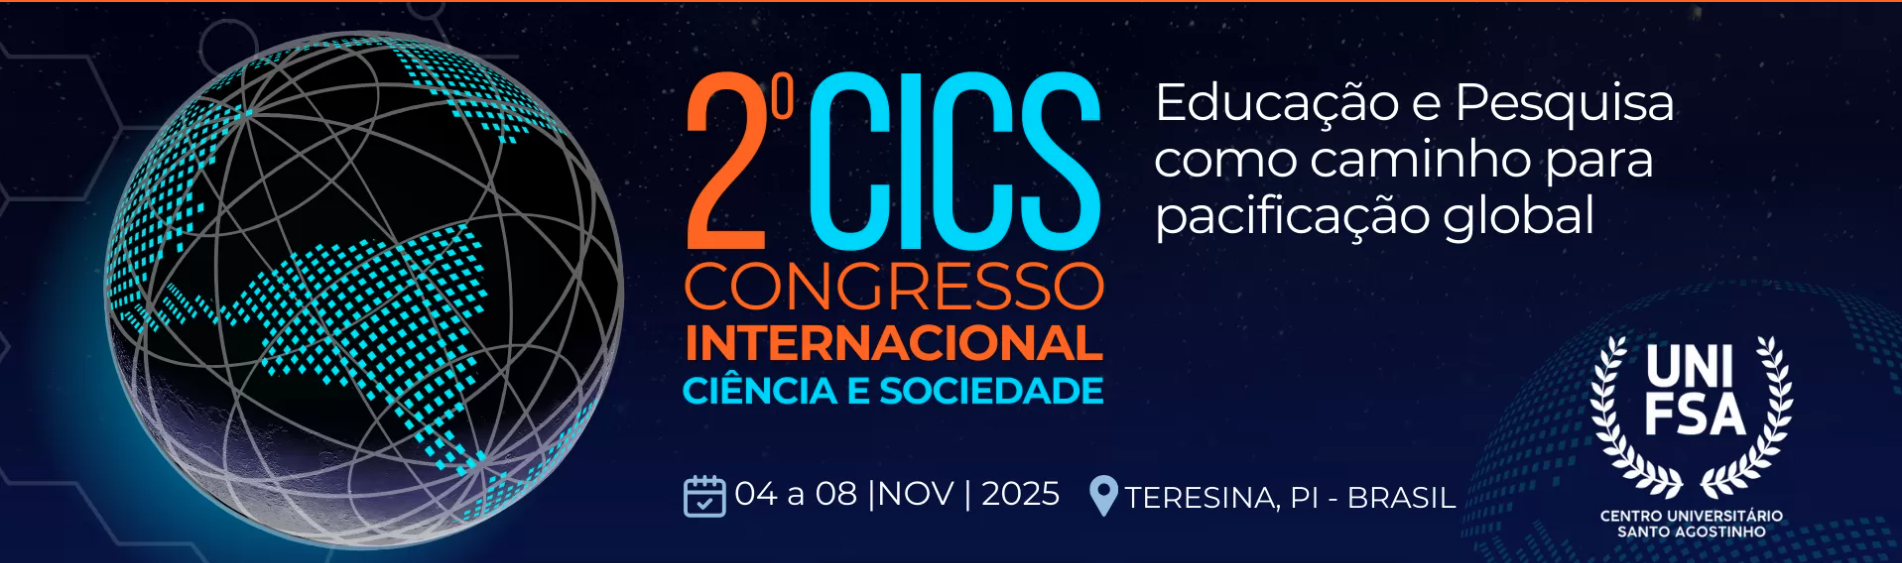 2º CICS
CONGRESSO
INTERNACIONAL
CIÊNCIA E SOCIEDADE
Educação e Pesquisa
como caminho para
pacificação global
04 a 08 |NOV | 2025
TERESINA, PI - BRASIL
UNI
FSA
CENTRO UNIVERSITÁRIO
SANTO AGOSTINHO